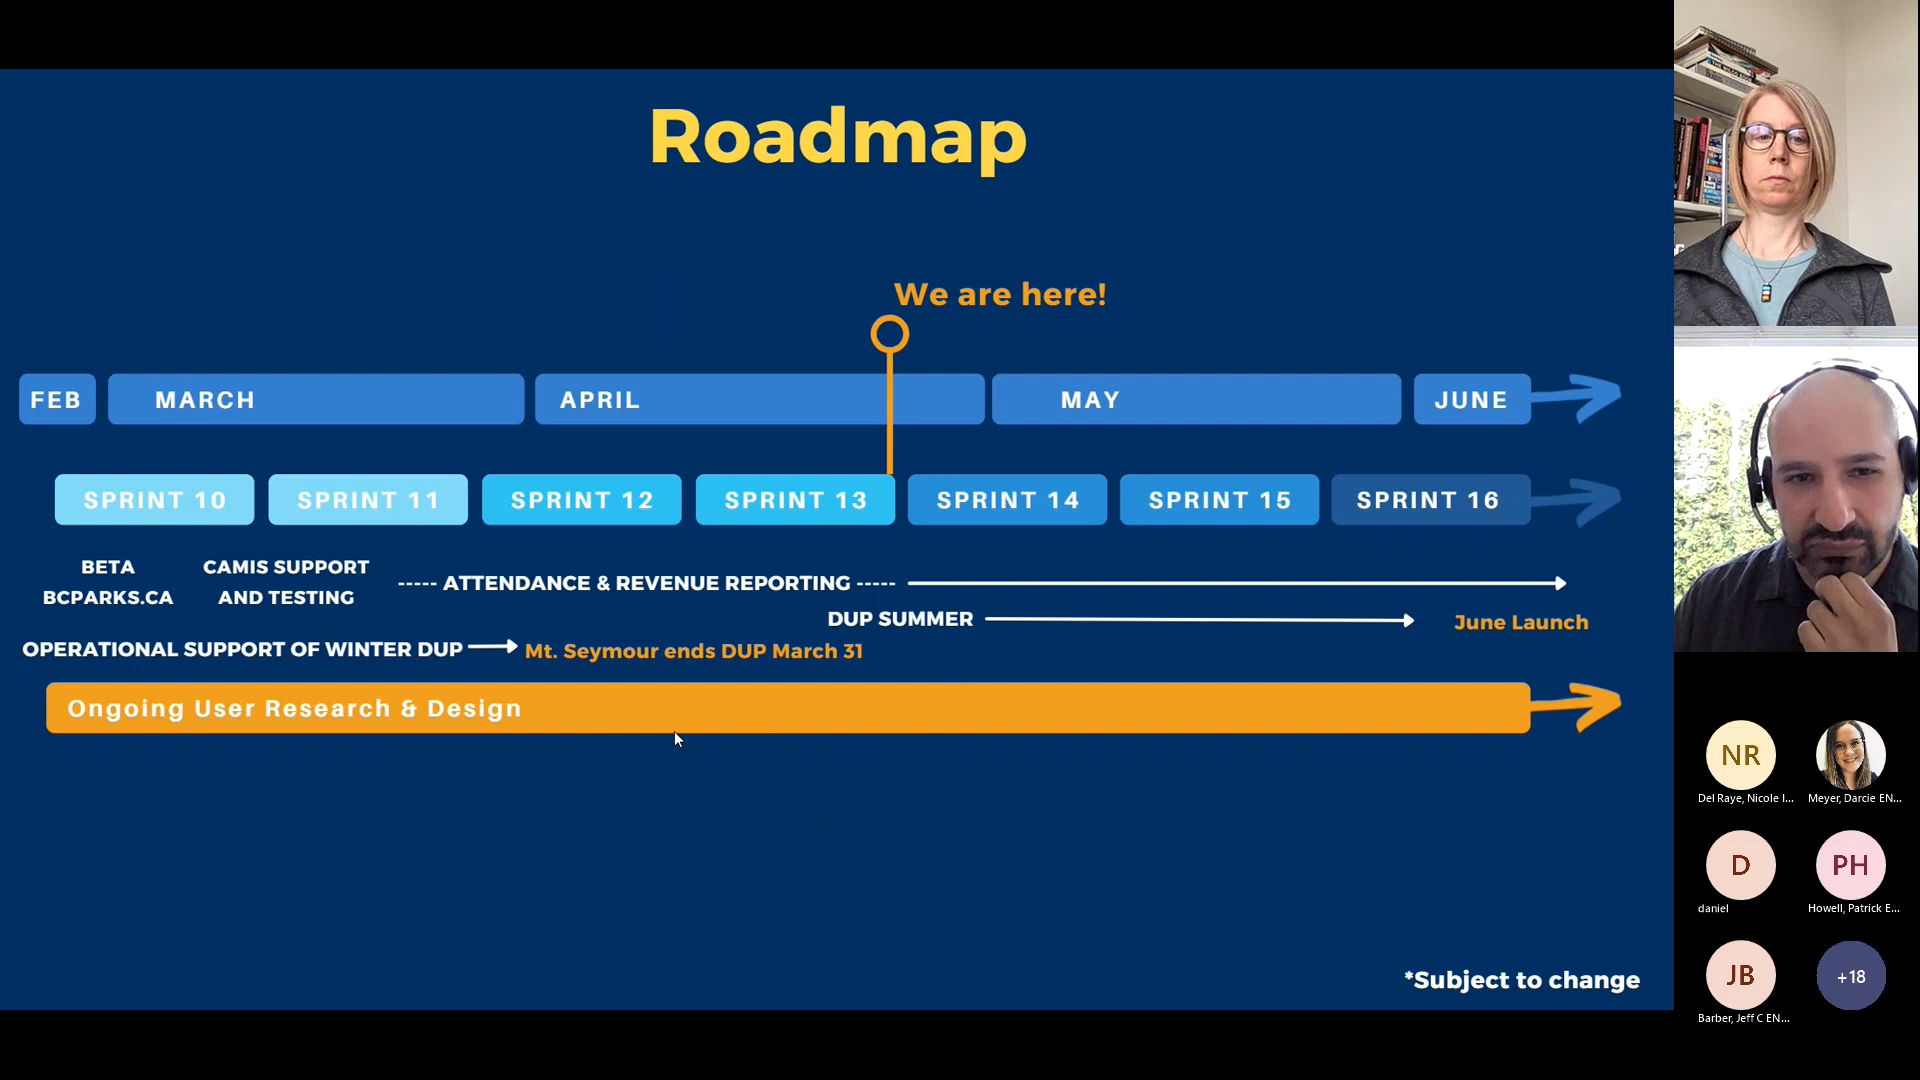 Roadmap
We are here!
FEB MARCH APRIL MAY JUNE
SPRINT 10 SPRINT 11 SPRINT 12 SPRINT 13 SPRINT 14 SPRINT 15 SPRINT 16
BETA
BCPARKS.CA
CAMIS SUPPORT
AND TESTING
----- ATTENDANCE & REVENUE REPORTING -----
DUP SUMMER
June Launch
OPERATIONAL SUPPORT OF WINTER DUP
Mt. Seymour ends DUP March 31
Ongoing User Research & Design
*Subject to change
NR
Del Raye, Nicole I...
Meyer, Darcie EN...
D
daniel
PH
Howell, Patrick E...
JB
Barber, Jeff C EN...
+18